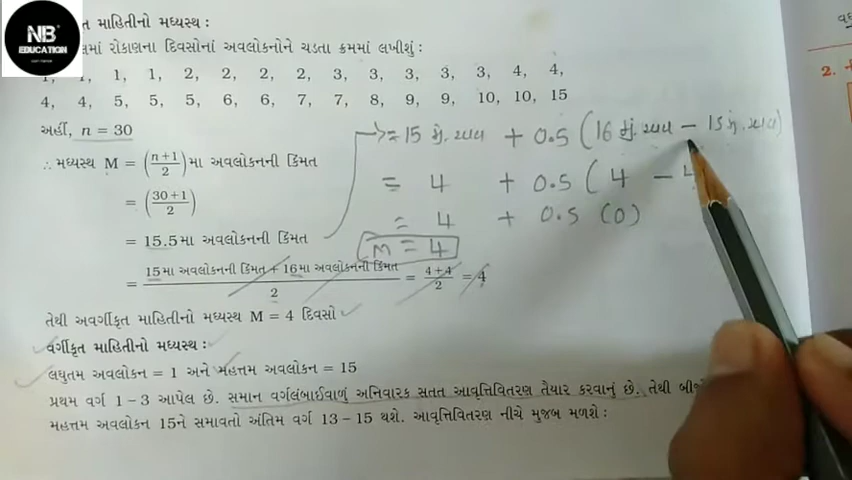 NB
EDUCATION
માહિતીનો મધ્યસ્થ :
રોકાણના દિવસોનાં અવલોકનોને ચડતા ક્રમમાં લખીશું :
1, 1, 1, 1, 2, 2, 2, 2, 3, 3, 3, 3, 3, 4, 4,
4, 4, 5, 5, 5, 6, 6, 7, 7, 8, 9, 9, 10, 10, 15
અહીં, n = 30
∴ મધ્યસ્થ M = (n+1/2)મા અવલોકનની કિંમત
= (30+1/2)
= 15.5મા અવલોકનની કિંમત
= 15મા અવલોકનની કિંમત + 16મા અવલોકનની કિંમત / 2 = 4+4/2 = 4
= 15 મે. + 0.5 (16 - 15
= 4 + 0.5 ( 4 - 4
= 4 + 0.5 (0)
m = 4
તેથી અવર્ગીકૃત માહિતીનો મધ્યસ્થ M = 4 દિવસો
વર્ગીકૃત માહિતીનો મધ્યસ્થ :
લઘુતમ અવલોકન = 1 અને મહત્તમ અવલોકન = 15
પ્રથમ વર્ગ 1 – 3 આપેલ છે. સમાન વર્ગલંબાઈવાળું અનિવારક સતત આવૃત્તિવિતરણ તૈયાર કરવાનું છે. તેથી
મહત્તમ અવલોકન 15ને સમાવતો અંતિમ વર્ગ 13 – 15 થશે. આવૃત્તિવિતરણ નીચે મુજબ મળશે :
2.